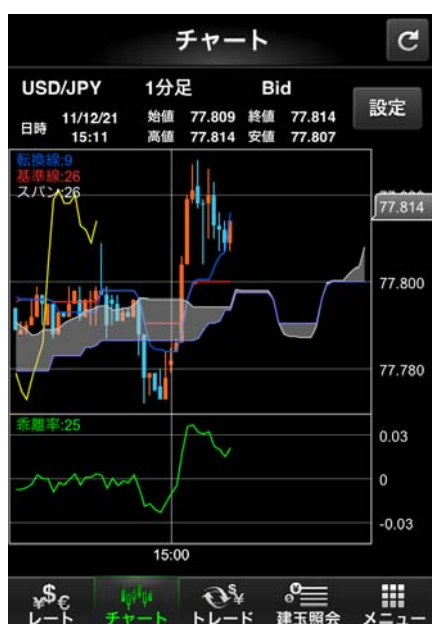 チャート
USD/JPY 1分足 Bid
設定
日時 11/12/21 15:11 始値 77.809 終値 77.814
高値 77.814 安値 77.807
転換線:9
基準線:26
スパン:26
77.814
77.800
77.780
乖離率:25
0.03
0
-0.03
15:00
レート チャート トレード 建玉照会 メニュー